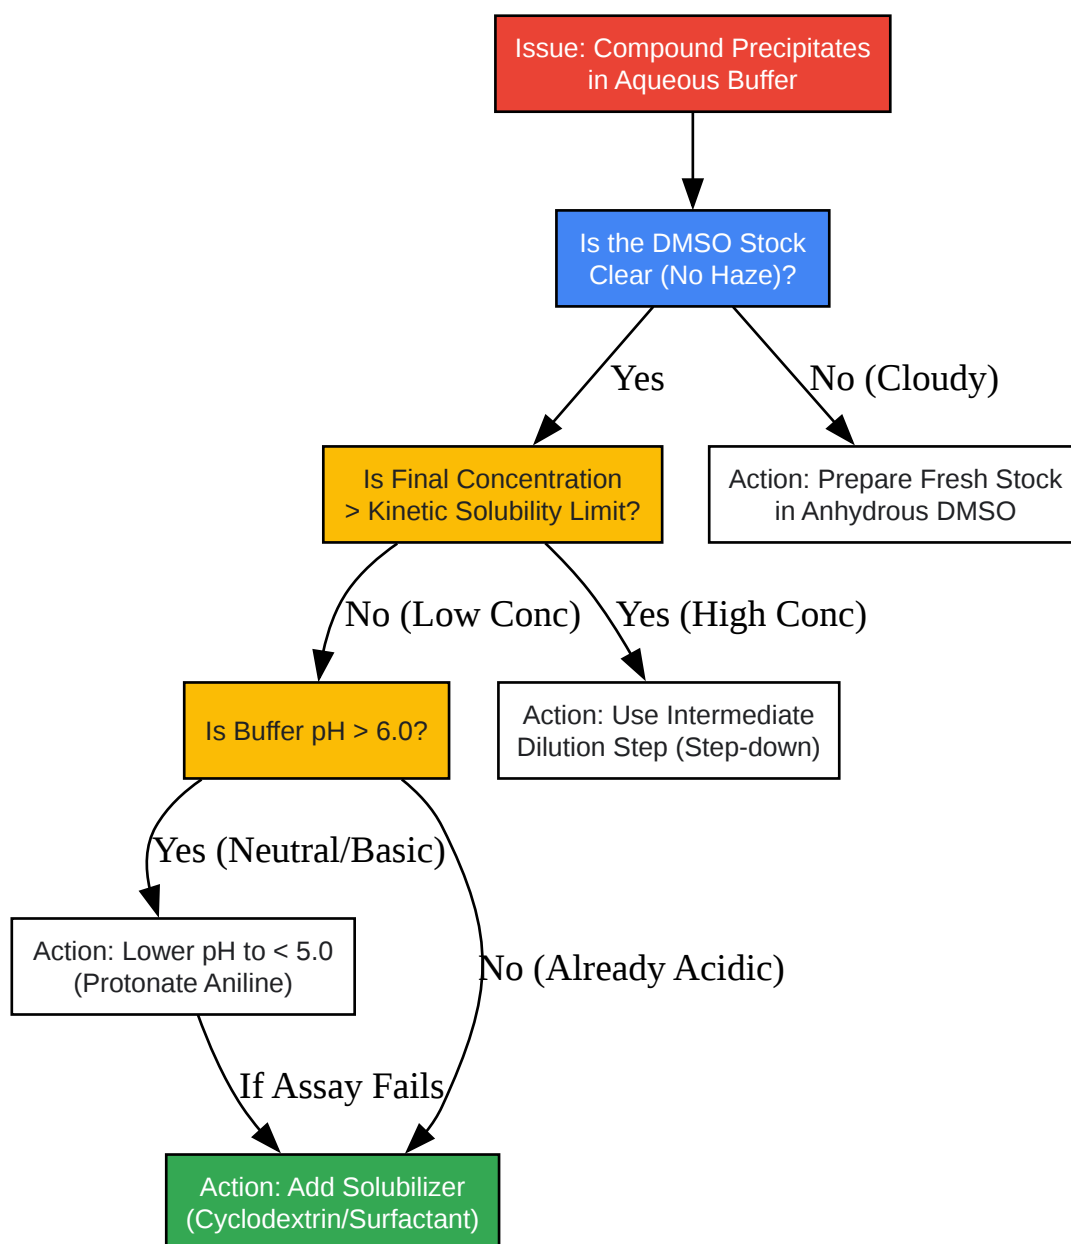 Issue: Compound Precipitates
in Aqueous Buffer
Is the DMSO Stock
Clear (No Haze)?
Yes
No (Cloudy)
Is Final Concentration
> Kinetic Solubility Limit?
Action: Prepare Fresh Stock
in Anhydrous DMSO
No (Low Conc)
Yes (High Conc)
Is Buffer pH > 6.0?
Action: Use Intermediate
Dilution Step (Step-down)
Yes (Neutral/Basic)
Action: Lower pH to < 5.0
(Protonate Aniline)
No (Already Acidic)
If Assay Fails
Action: Add Solubilizer
(Cyclodextrin/Surfactant)